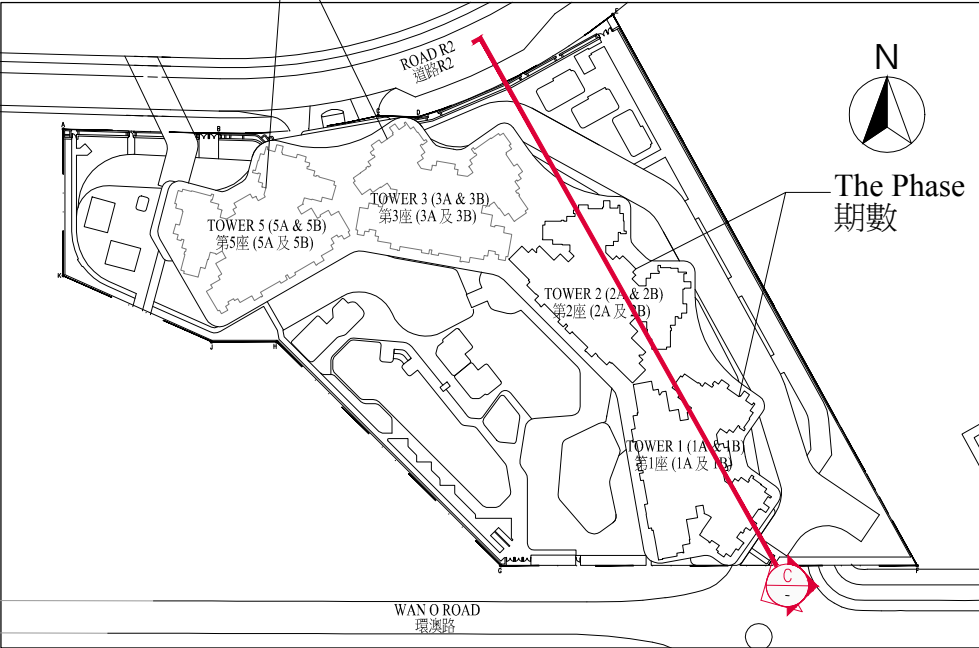 ROAD R2
道路R2
N
The Phase
期數
A
B
C
D
E
TOWER 3 (3A & 3B)
第3座 (3A 及 3B)
TOWER 5 (5A & 5B)
第5座 (5A 及 5B)
K
TOWER 2 (2A & 2B)
第2座 (2A 及 2B)
J
H
TOWER 1 (1A & 1B)
第1座 (1A 及 1B)
G
F
C
-
WAN O ROAD
環澳路